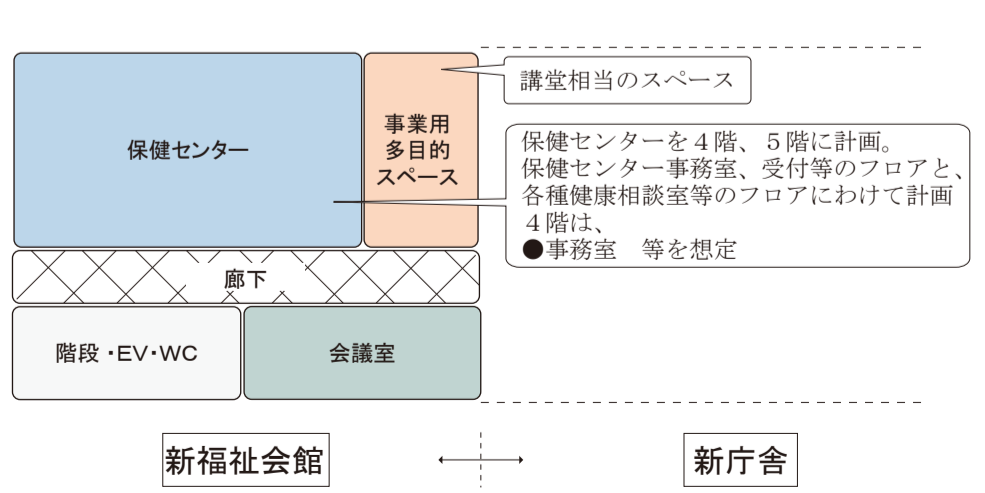 講堂相当のスペース
保健センター
事業用
多目的
スペース
保健センターを４階、５階に計画。
保健センター事務室、受付等のフロアと、
各種健康相談室等のフロアにわけて計画
４階は、
●事務室　等を想定
廊下
階段・EV・WC
会議室
新福祉会館
新庁舎